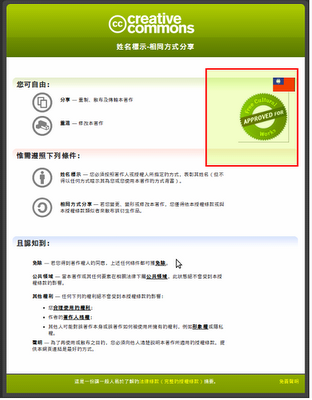 creative
commons
姓名標示-相同方式分享
您可自由:
分享 — 重製、散布及傳輸本著作
重混 — 修改本著作
惟需遵照下列條件:
姓名標示 — 您必須按照著作人或授權人所指定的方式，表彰其姓名（但不
得以任何方式暗示其為您或您使用本著作的方式背書）。
相同方式分享 — 若您變更、變形或修改本著作，您僅得依本授權條款或與
本授權條款類似者來散布該衍生作品。
且認知到:
免除 — 若您得到著作權人的同意，上述任何條件都可獲免除。
公共領域 — 當本著作或其任何要素在相關法律下屬公共領域，此狀態絕不會受到本授
權條款的影響。
其他權利 — 任何下列的權利絕不會受到本授權條款的影響：
您合理使用的權利；
作者的著作人格權；
其他人可能對該著作本身或該著作如何被使用所擁有的權利，例如形象權或隱私
權。
聲明 — 為了再使用或散布之目的，您必須向他人清楚說明本著作所適用的授權條款。提
供本網頁連結是最好的方式。
這是一份讓一般人易於了解的法律條款（完整的授權條款）摘要。
免責聲明
Free Cultural
APPROVED FOR
Works